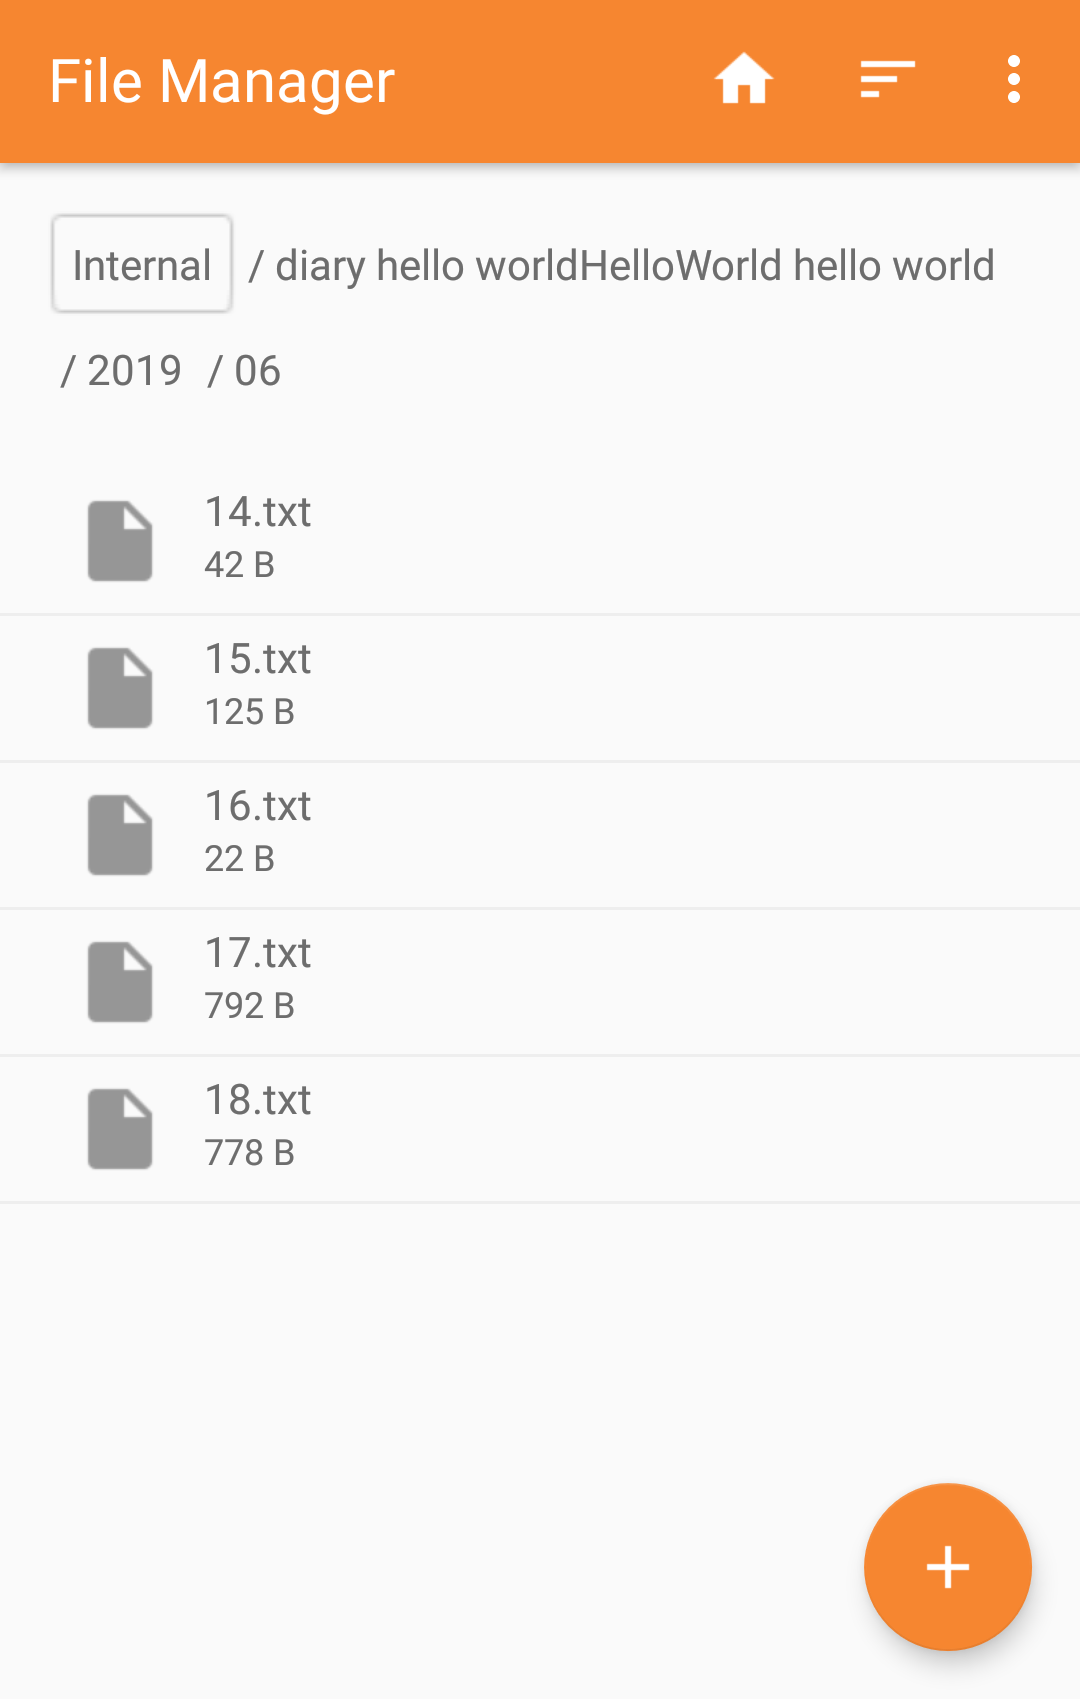 File Manager
Internal / diary hello worldHelloWorld hello world
/ 2019 / 06
14.txt
42 B
15.txt
125 B
16.txt
22 B
17.txt
792 B
18.txt
778 B